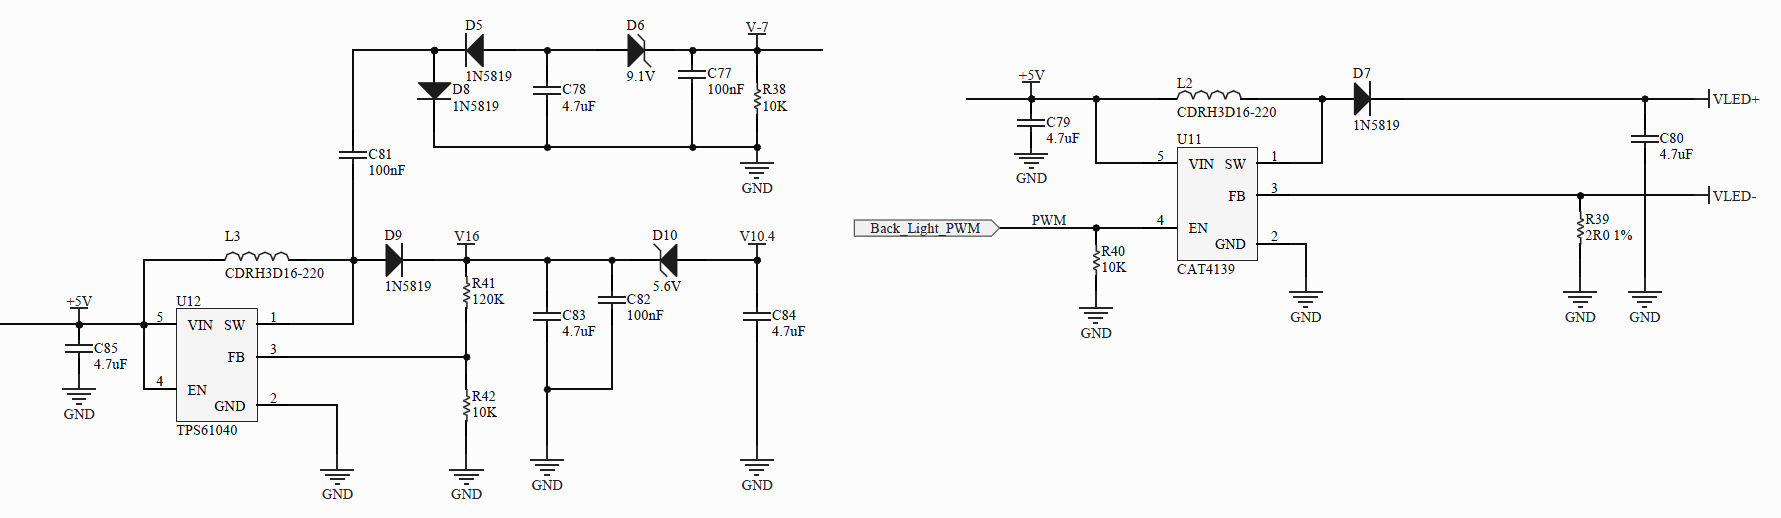 D5
1N5819
D8
1N5819
C78
4.7uF
D6
9.1V
C77
100nF
V-7
R38
10K
GND
C81
100nF
L3
CDRH3D16-220
D9
1N5819
V16
R41
120K
C83
4.7uF
C82
100nF
D10
5.6V
V10.4
C84
4.7uF
+5V
C85
4.7uF
GND
U12
5 VIN SW 1
FB 3
4 EN
GND 2
TPS61040
R42
10K
GND
GND
GND
GND
+5V
C79
4.7uF
GND
L2
CDRH3D16-220
D7
1N5819
VLED+
C80
4.7uF
U11
5 VIN SW 1
FB 3
VLED-
Back_Light_PWM
PWM
4 EN
GND 2
CAT4139
R40
10K
GND
GND
R39
2R0 1%
GND
GND